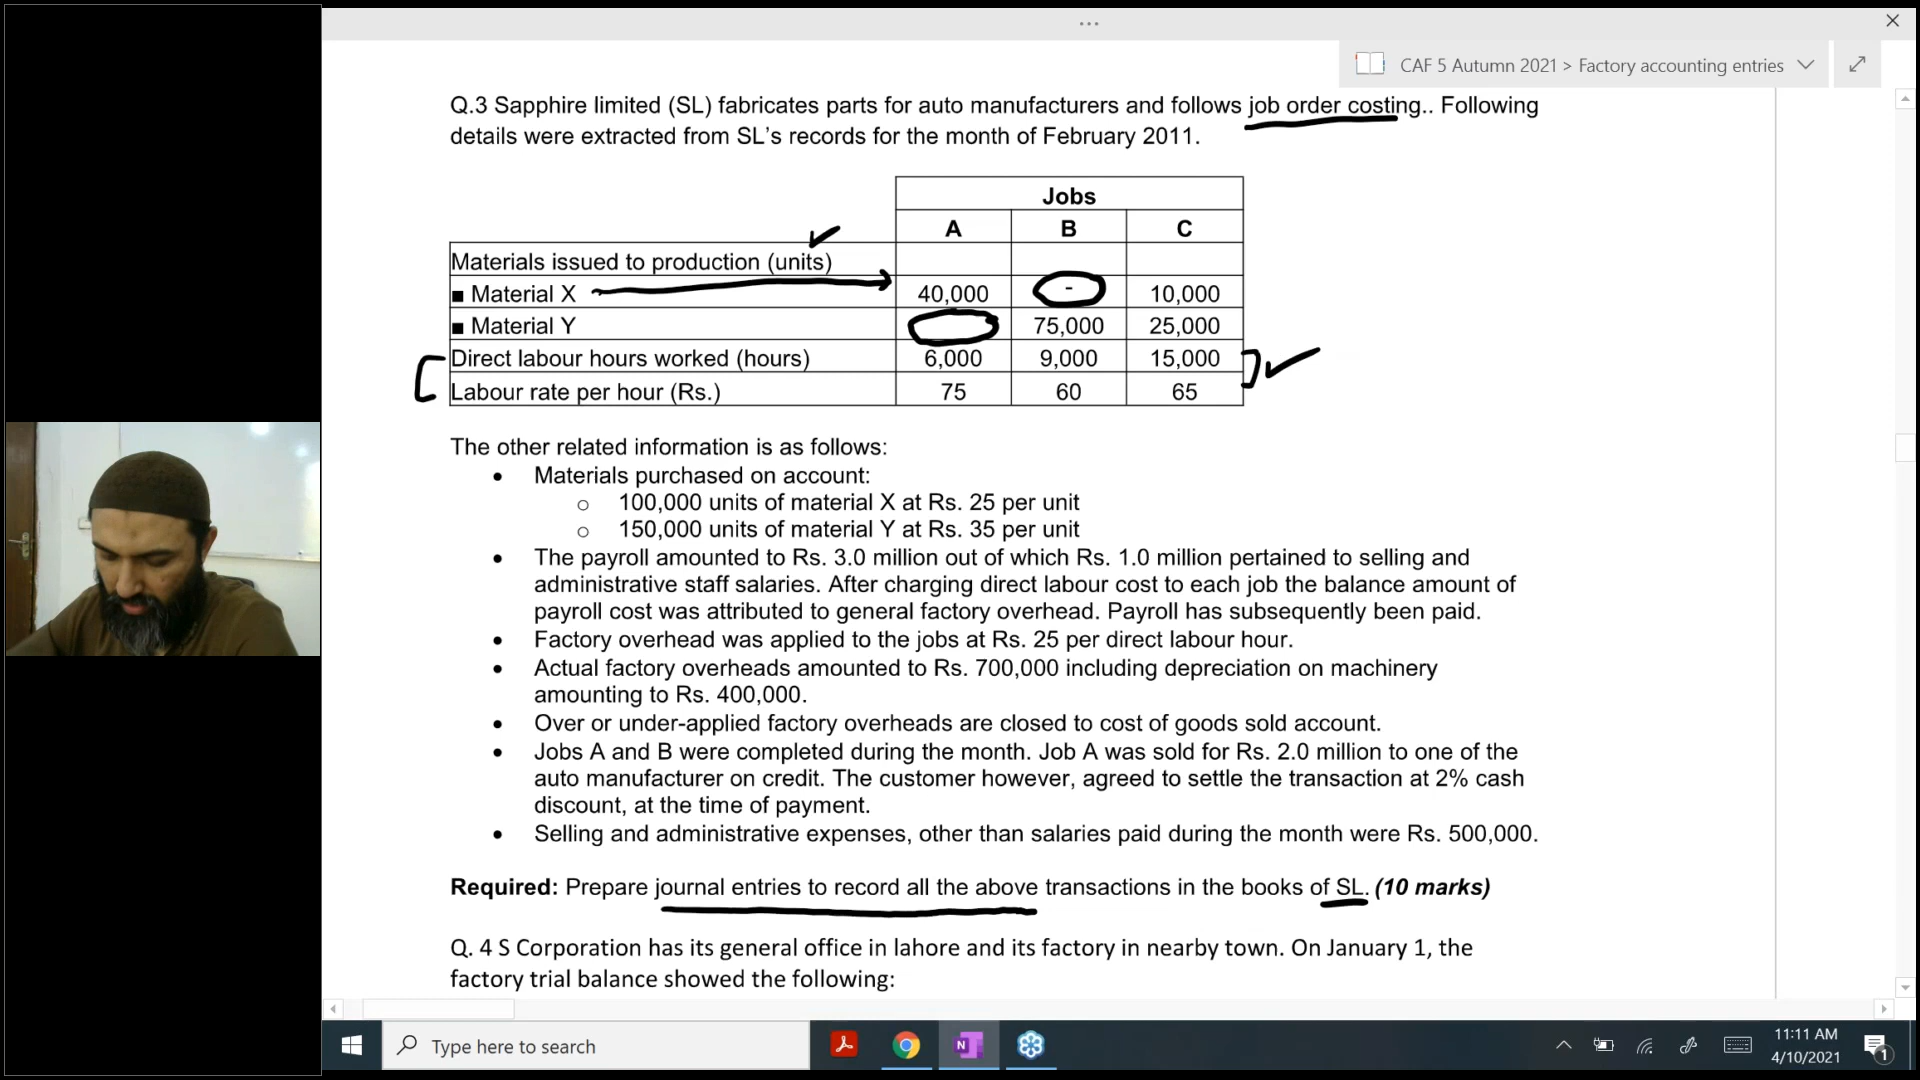 CAF 5 Autumn 2021 > Factory accounting entries
Q.3 Sapphire limited (SL) fabricates parts for auto manufacturers and follows job order costing.. Following
details were extracted from SL's records for the month of February 2011.
Jobs
A B C
Materials issued to production (units)
■ Material X 40,000 - 10,000
■ Material Y 75,000 25,000
Direct labour hours worked (hours) 6,000 9,000 15,000
Labour rate per hour (Rs.) 75 60 65
The other related information is as follows:
• Materials purchased on account:
o 100,000 units of material X at Rs. 25 per unit
o 150,000 units of material Y at Rs. 35 per unit
• The payroll amounted to Rs. 3.0 million out of which Rs. 1.0 million pertained to selling and
administrative staff salaries. After charging direct labour cost to each job the balance amount of
payroll cost was attributed to general factory overhead. Payroll has subsequently been paid.
• Factory overhead was applied to the jobs at Rs. 25 per direct labour hour.
• Actual factory overheads amounted to Rs. 700,000 including depreciation on machinery
amounting to Rs. 400,000.
• Over or under-applied factory overheads are closed to cost of goods sold account.
• Jobs A and B were completed during the month. Job A was sold for Rs. 2.0 million to one of the
auto manufacturer on credit. The customer however, agreed to settle the transaction at 2% cash
discount, at the time of payment.
• Selling and administrative expenses, other than salaries paid during the month were Rs. 500,000.
Required: Prepare journal entries to record all the above transactions in the books of SL. (10 marks)
Q. 4 S Corporation has its general office in lahore and its factory in nearby town. On January 1, the
factory trial balance showed the following:
Type here to search
N
11:11 AM
4/10/2021
1